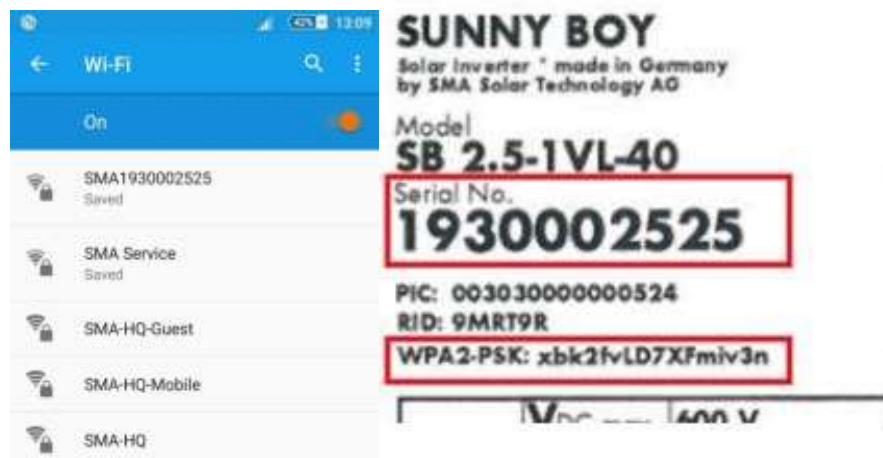 42% 13:09
Wi-Fi
On
SMA1930002525
Saved
SMA Service
Saved
SMA-HQ-Guest
SMA-HQ-Mobile
SMA-HQ
SUNNY BOY
Solar Inverter * made in Germany
by SMA Solar Technology AG
Model
SB 2.5-1VL-40
Serial No.
1930002525
PIC: 003030000000524
RID: 9MRT9R
WPA2-PSK: xbk2fvLD7XFmiv3n
600 V